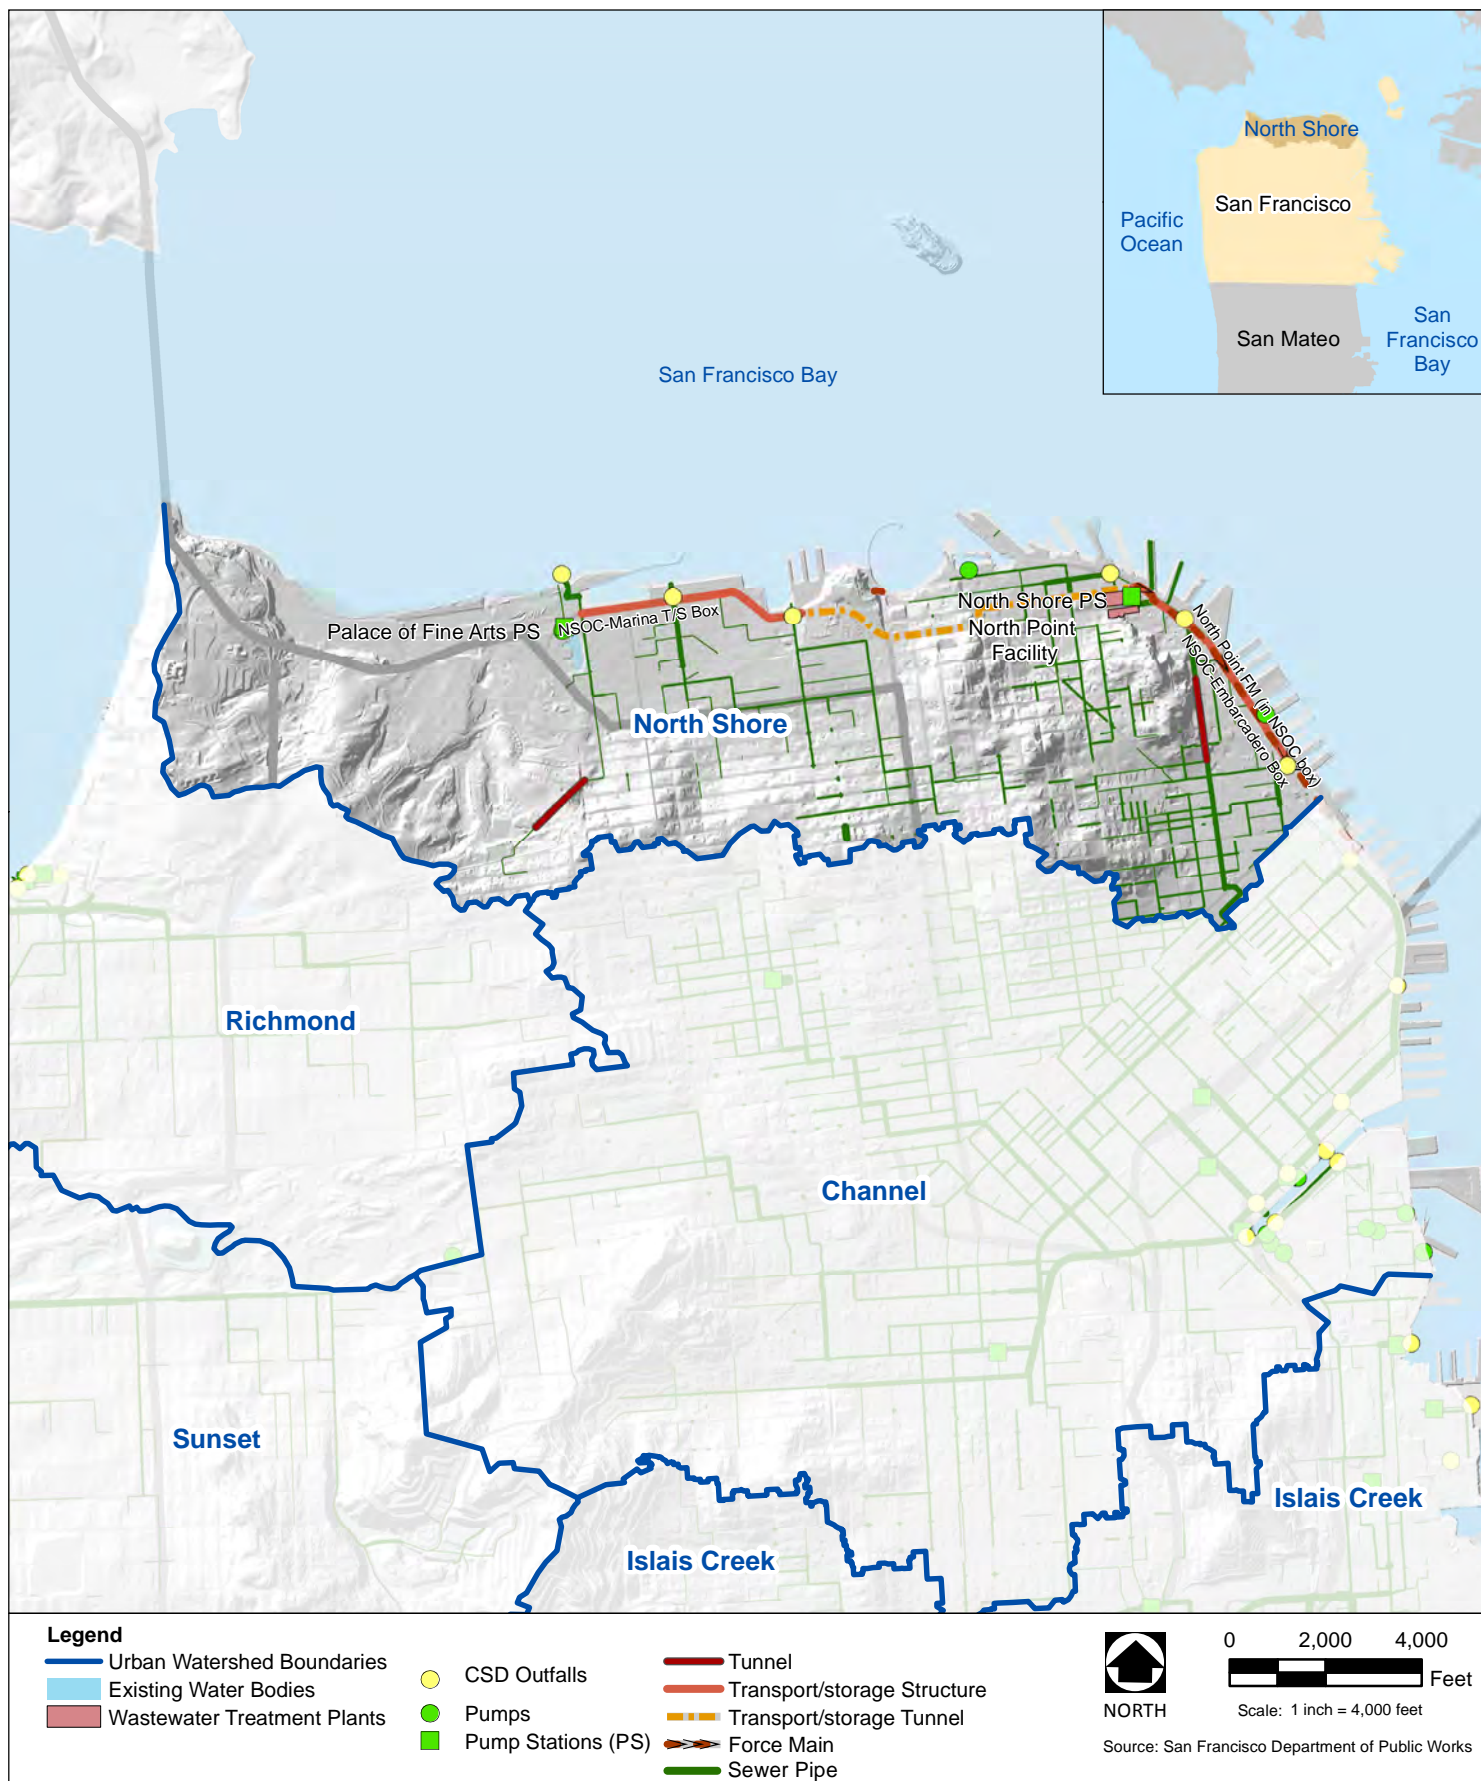 North Shore
San Francisco
Pacific
Ocean
San
Francisco
Bay
San Mateo
San Francisco Bay
Palace of Fine Arts PS
NSOC-Marina T/S Box
North Shore PS
North Point
Facility
North Point FM (in NSOC box)
NSOC-Embarcadero Box
North Shore
Richmond
Channel
Sunset
Islais Creek
Islais Creek
Legend
Urban Watershed Boundaries
Existing Water Bodies
Wastewater Treatment Plants
CSD Outfalls
Pumps
Pump Stations (PS)
Tunnel
Transport/storage Structure
Transport/storage Tunnel
Force Main
Sewer Pipe
NORTH
0 2,000 4,000
Feet
Scale: 1 inch = 4,000 feet
Source: San Francisco Department of Public Works